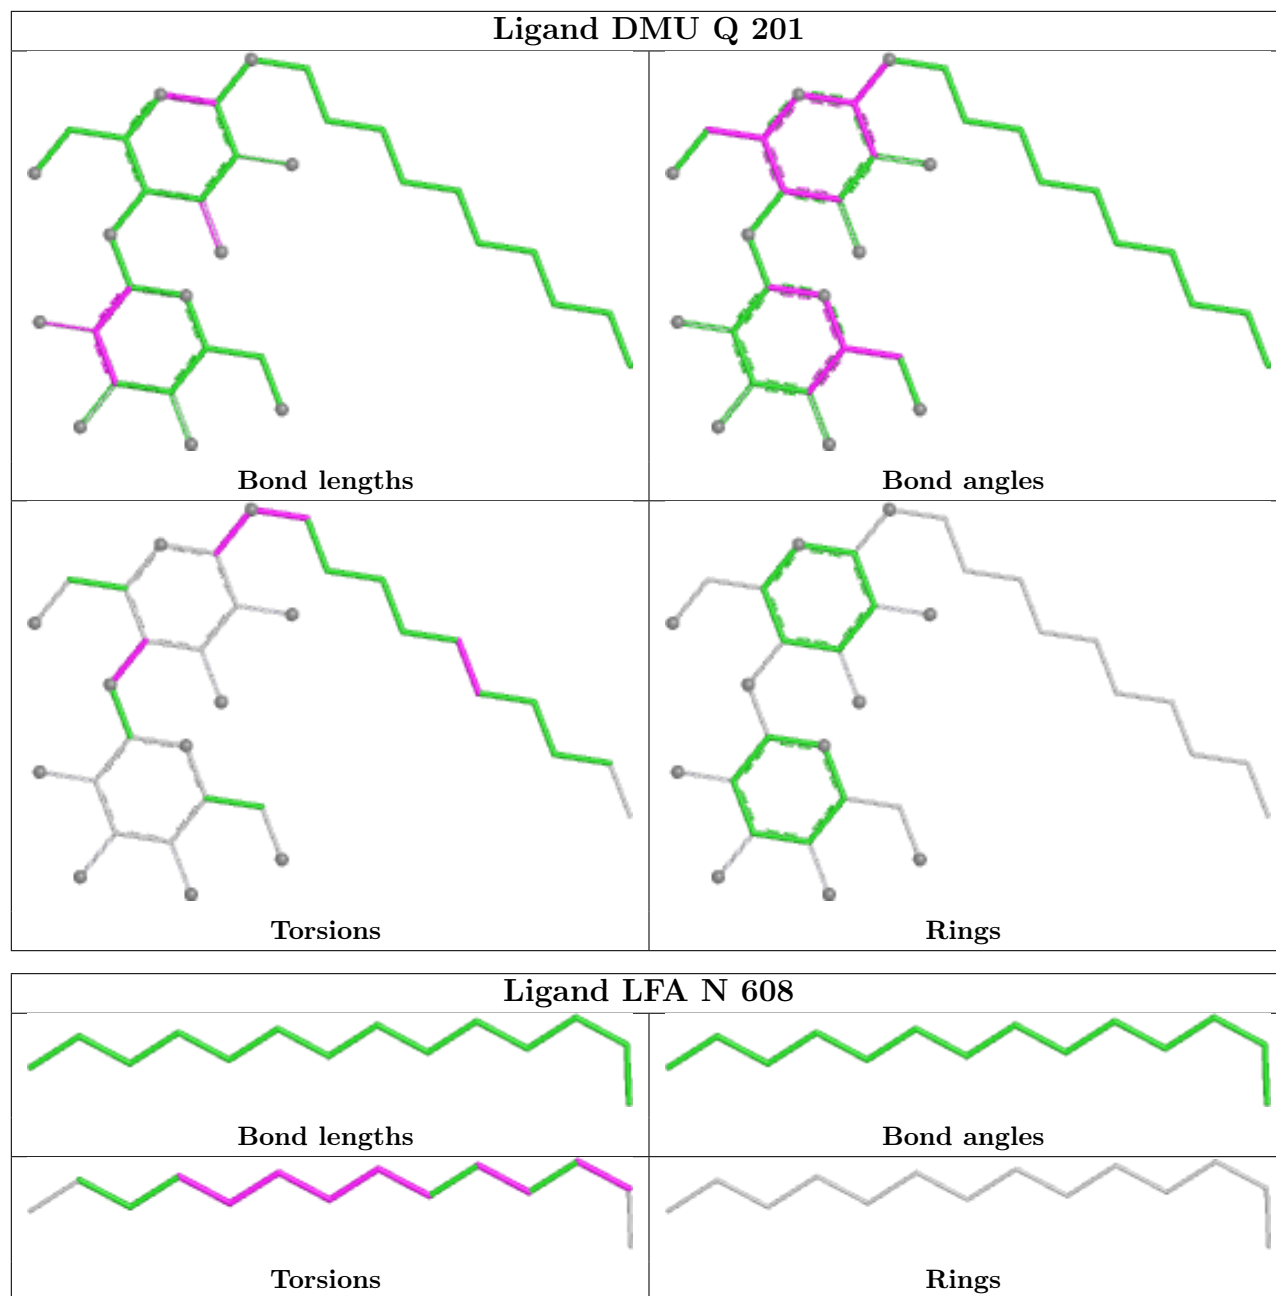 Ligand DMU Q 201
Bond lengths
Bond angles
Torsions
Rings
Ligand LFA N 608
Bond lengths
Bond angles
Torsions
Rings